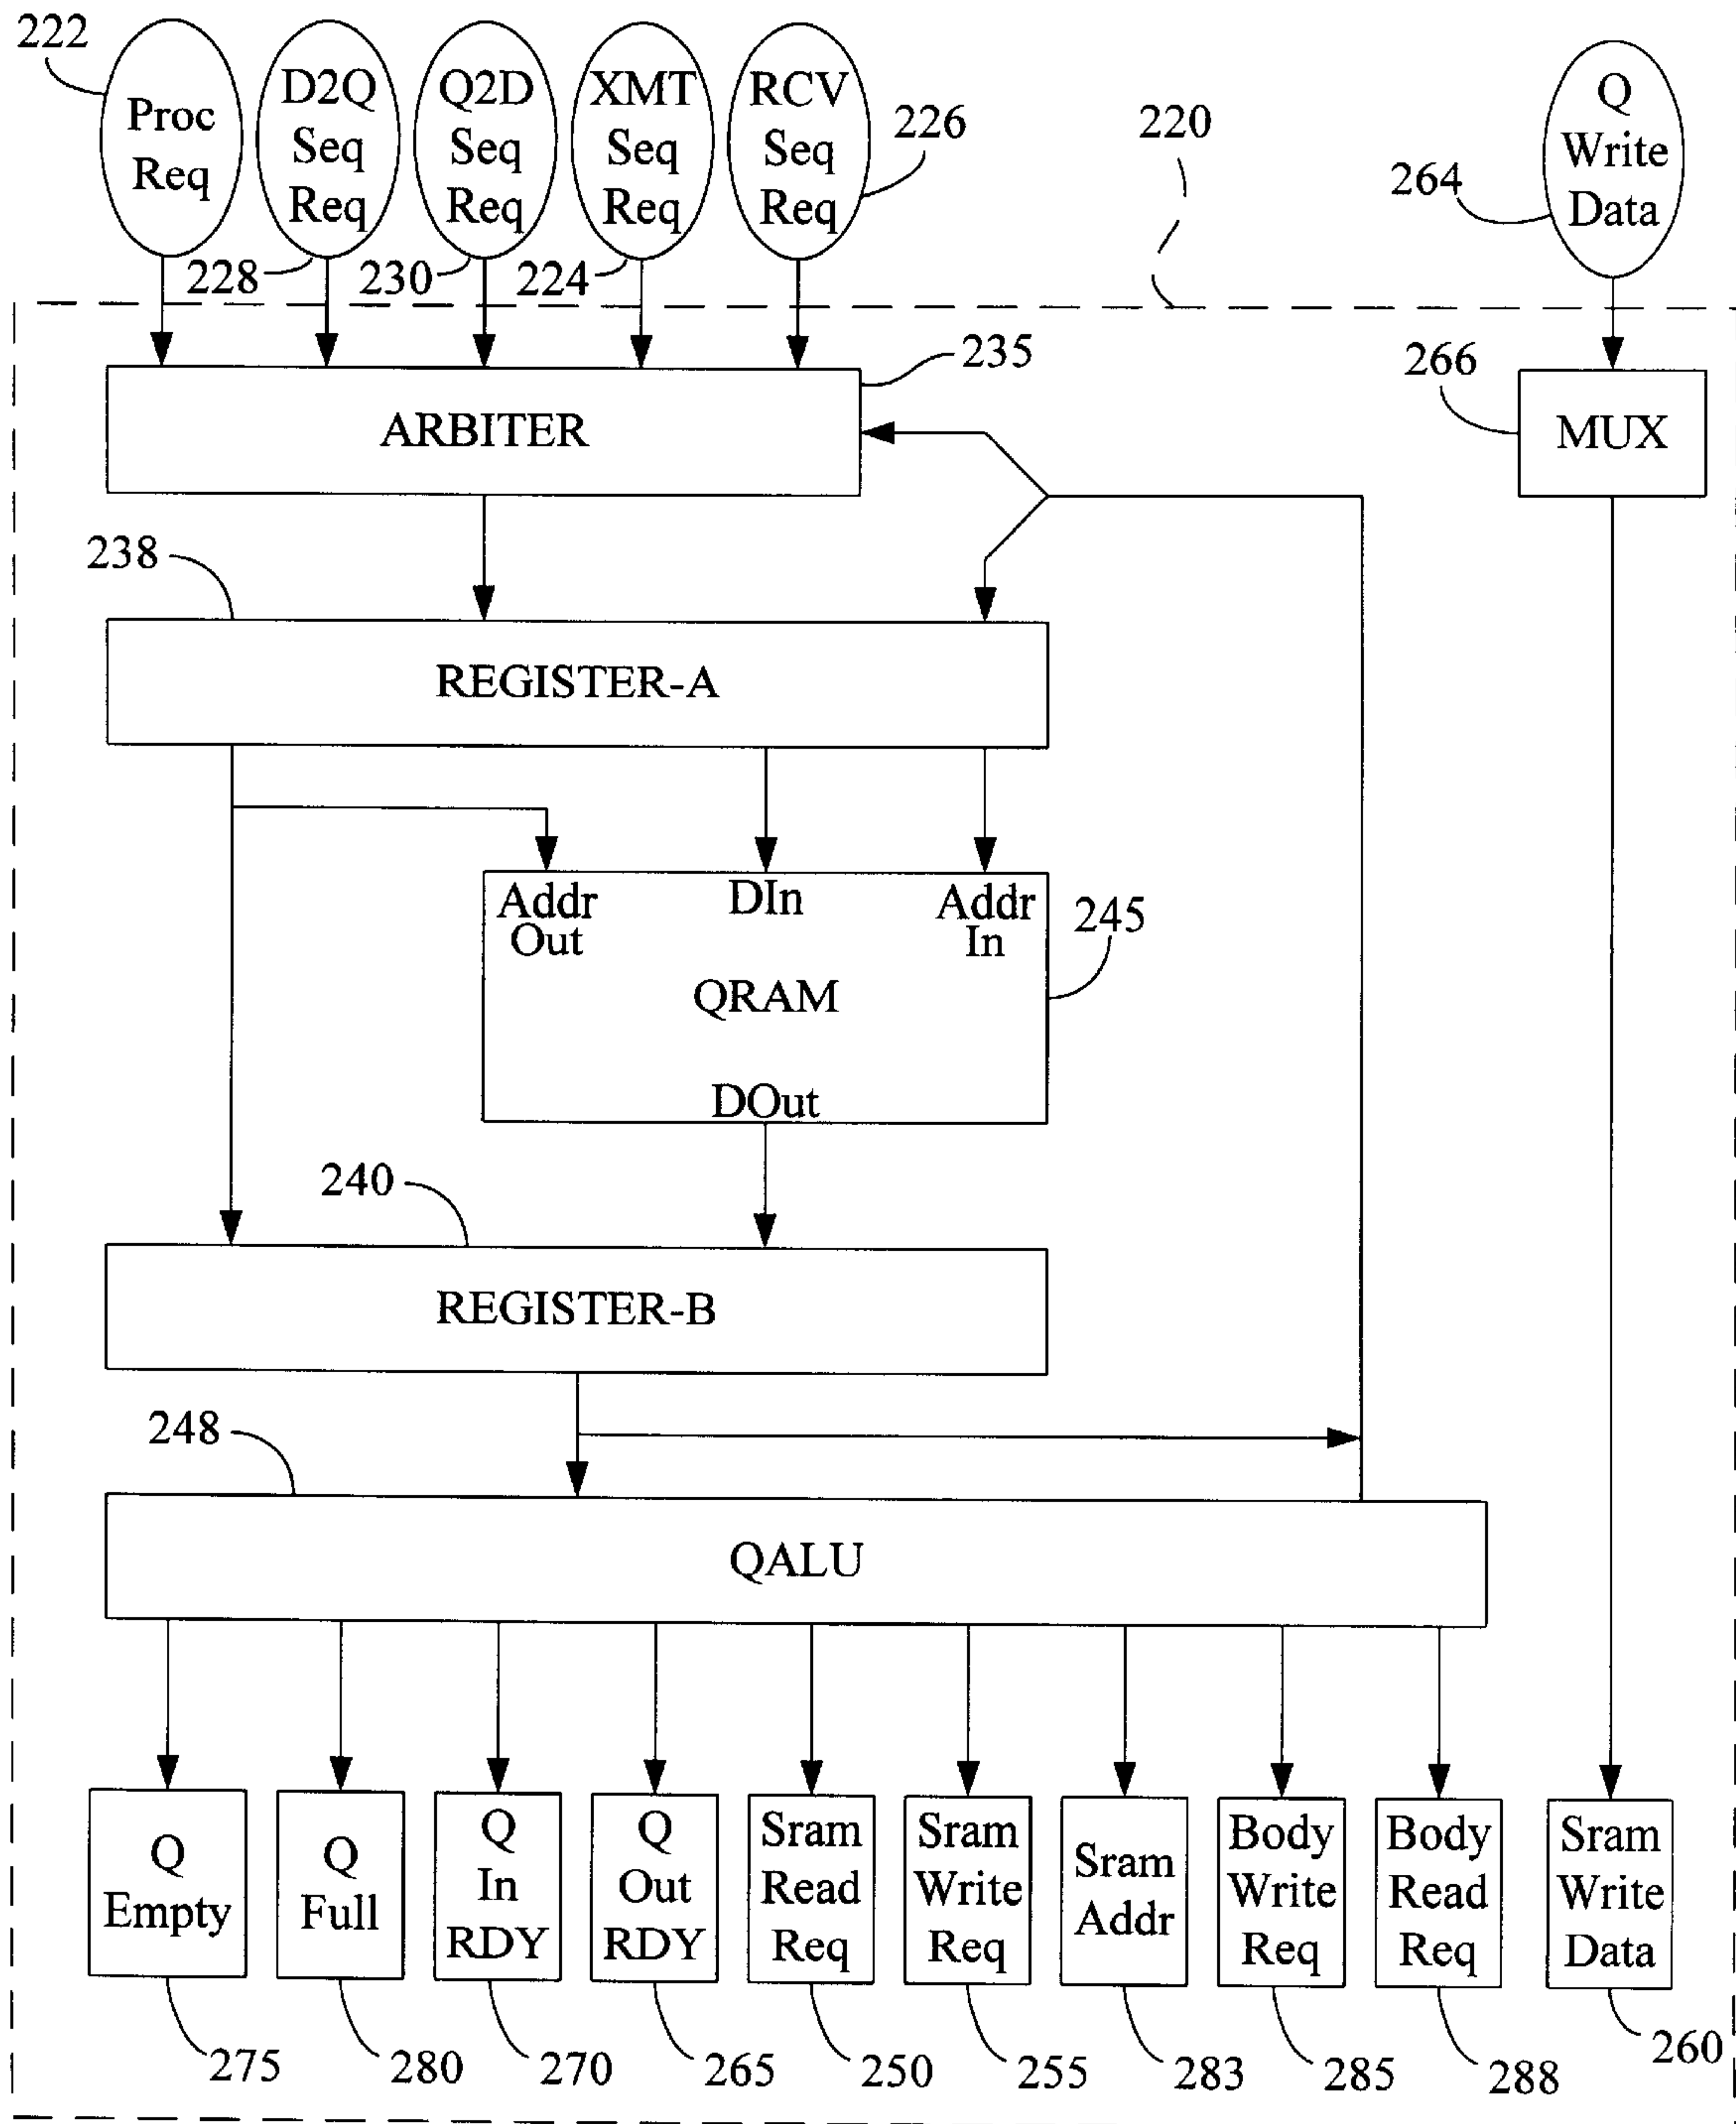 222
Proc
Req
D2Q
Seq
Req
Q2D
Seq
Req
XMT
Seq
Req
RCV
Seq
Req
226
220
264
Q
Write
Data
228
230
224
235
ARBITER
266
MUX
238
REGISTER-A
Addr
Out
DIn
Addr
In
245
QRAM
DOut
240
REGISTER-B
248
QALU
Q
Empty
Q
Full
Q
In
RDY
Q
Out
RDY
Sram
Read
Req
Sram
Write
Req
Sram
Addr
Body
Write
Req
Body
Read
Req
Sram
Write
Data
275
280
270
265
250
255
283
285
288
260